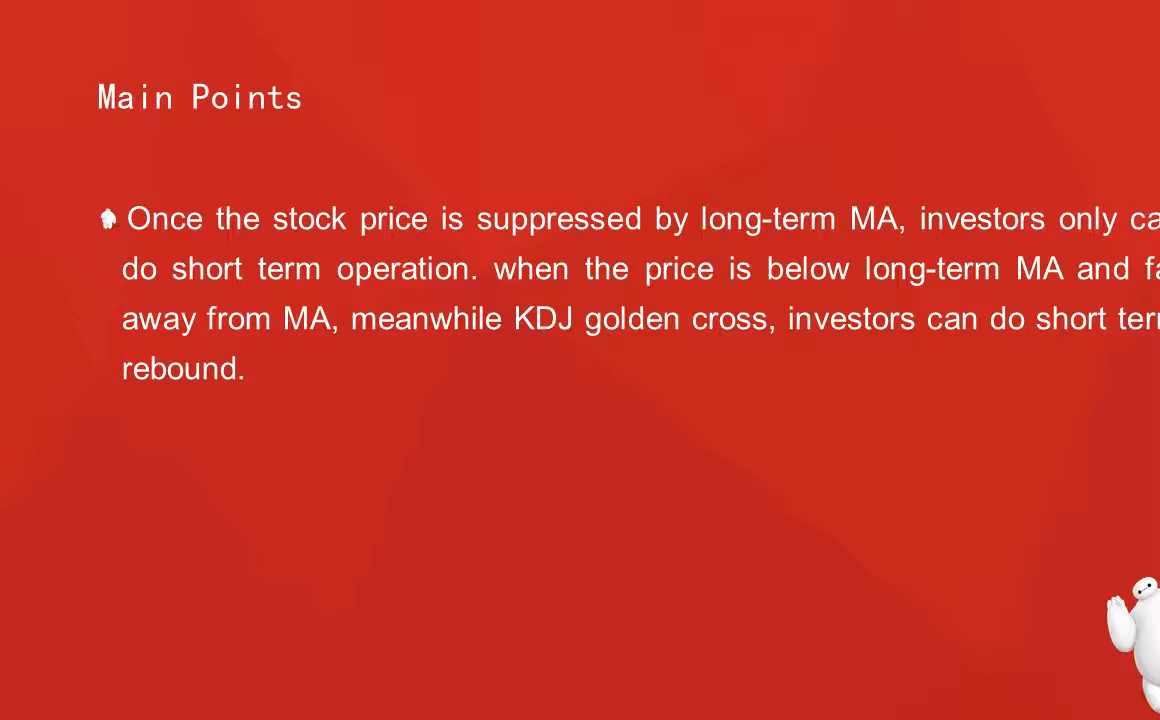 Main Points
Once the stock price is suppressed by long-term MA, investors only
do short term operation. when the price is below long-term MA and
away from MA, meanwhile KDJ golden cross, investors can do short
rebound.